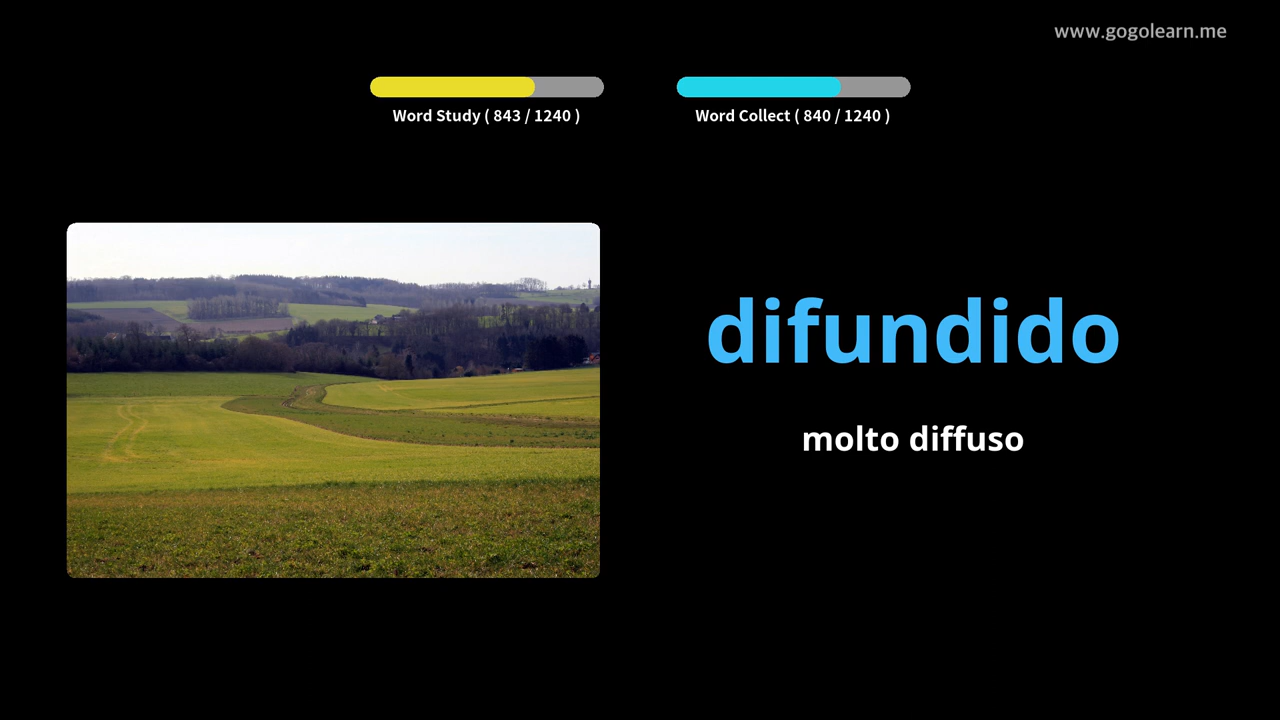 www.gogolearn.me
Word Study ( 843 / 1240 )
Word Collect ( 840 / 1240 )
difundido
molto diffuso